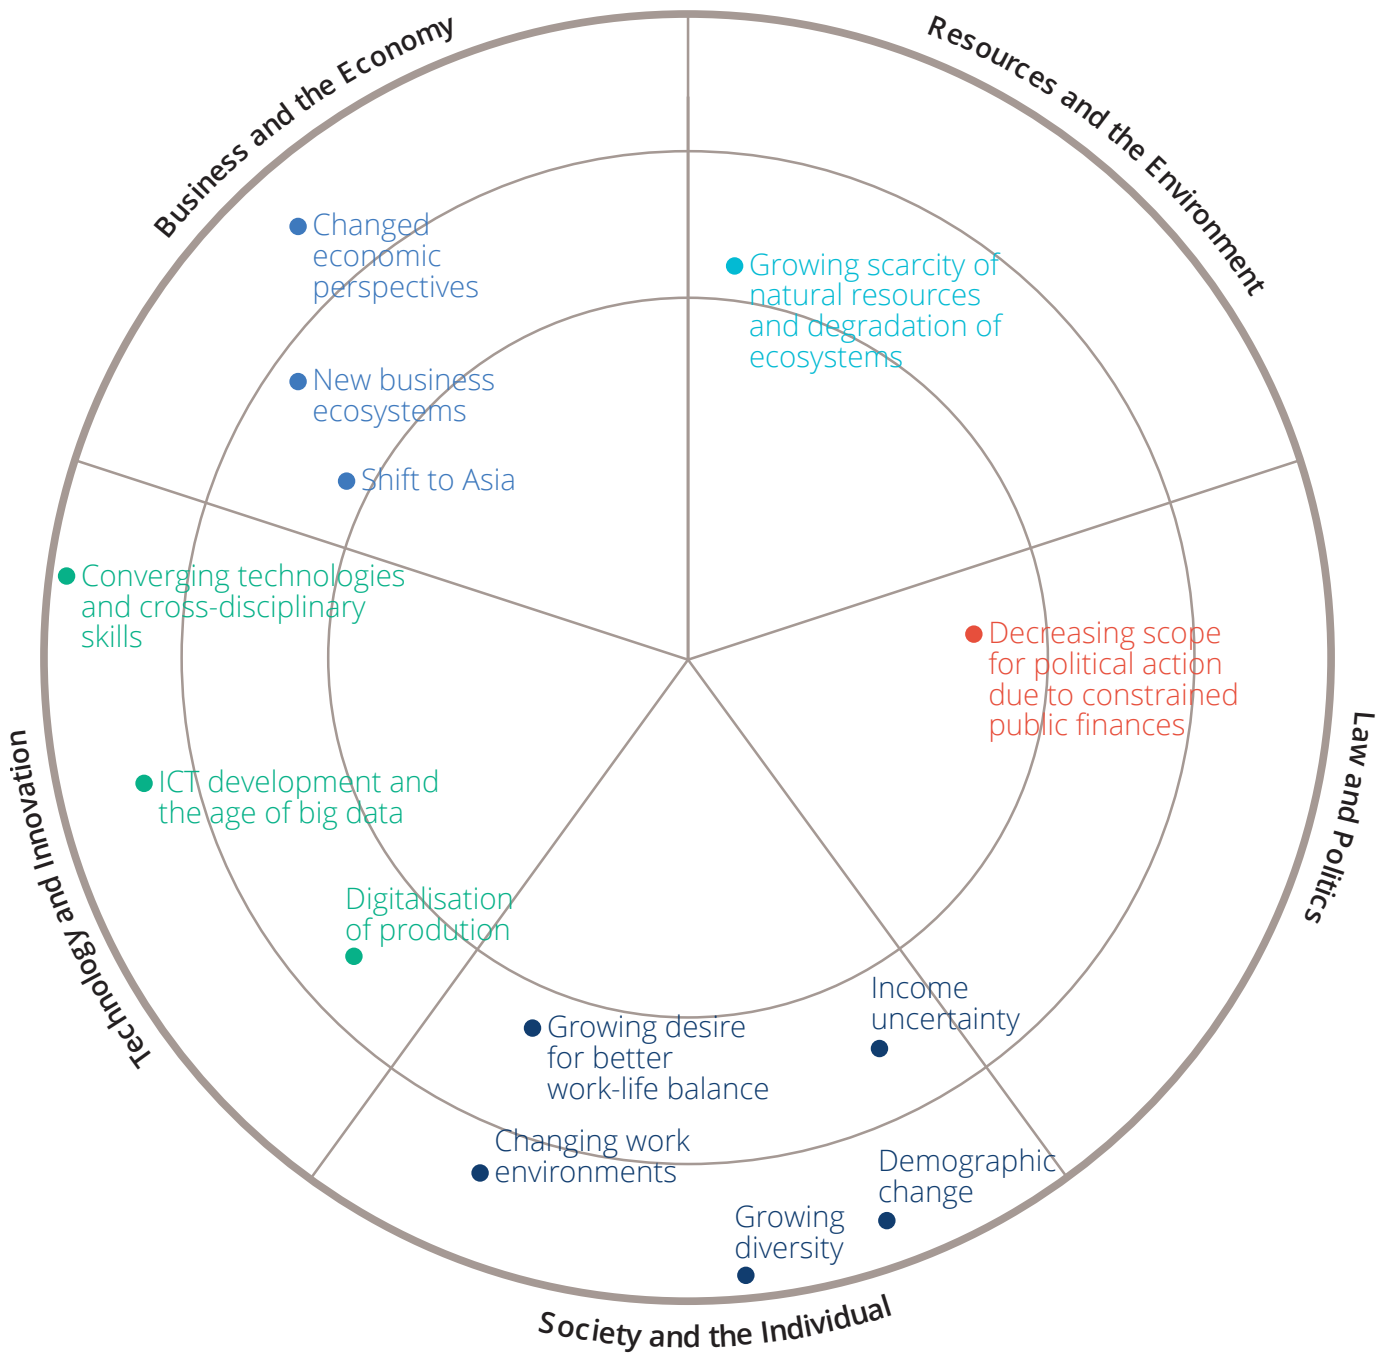 Business and the Economy
Resources and the Environment
Changed
economic
perspectives
New business
ecosystems
Shift to Asia
Growing scarcity of
natural resources
and degradation of
ecosystems
Converging technologies
and cross-disciplinary
skills
Decreasing scope
for political action
due to constrained
public finances
Law and Politics
Technology and Innovation
ICT development and
the age of big data
Digitalisation
of prodution
Growing desire
for better
work-life balance
Income
uncertainty
Changing work
environments
Demographic
change
Growing
diversity
Society and the Individual